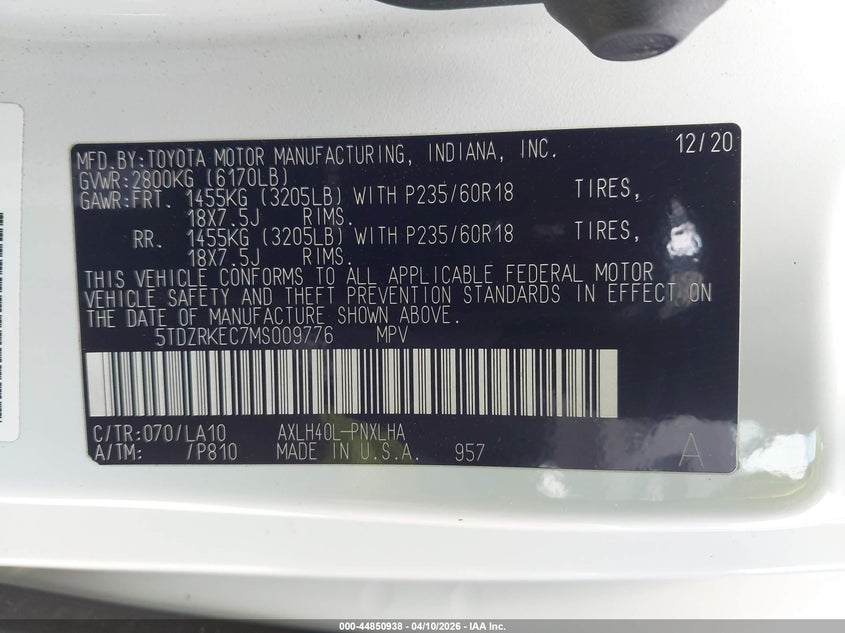 MFD.BY:TOYOTA MOTOR MANUFACTURING, INDIANA, INC. 12/20
GVWR:2800KG (6170LB)
GAWR:FRT. 1455KG (3205LB) WITH P235/60R18 TIRES,
18X7.5J RIMS.
RR. 1455KG (3205LB) WITH P235/60R18 TIRES,
18X7.5J RIMS.
THIS VEHICLE CONFORMS TO ALL APPLICABLE FEDERAL MOTOR
VEHICLE SAFETY AND THEFT PREVENTION STANDARDS IN EFFECT ON
THE DATE OF MANUFACTURE SHOWN ABOVE.
5TDZRKEC7MS009776 MPV
C/TR:070/LA10 AXLH40L-PNXLHA
A/TM: /P810 MADE IN U.S.A. 957 A
000-44850938 - 04/10/2026 - IAA Inc.